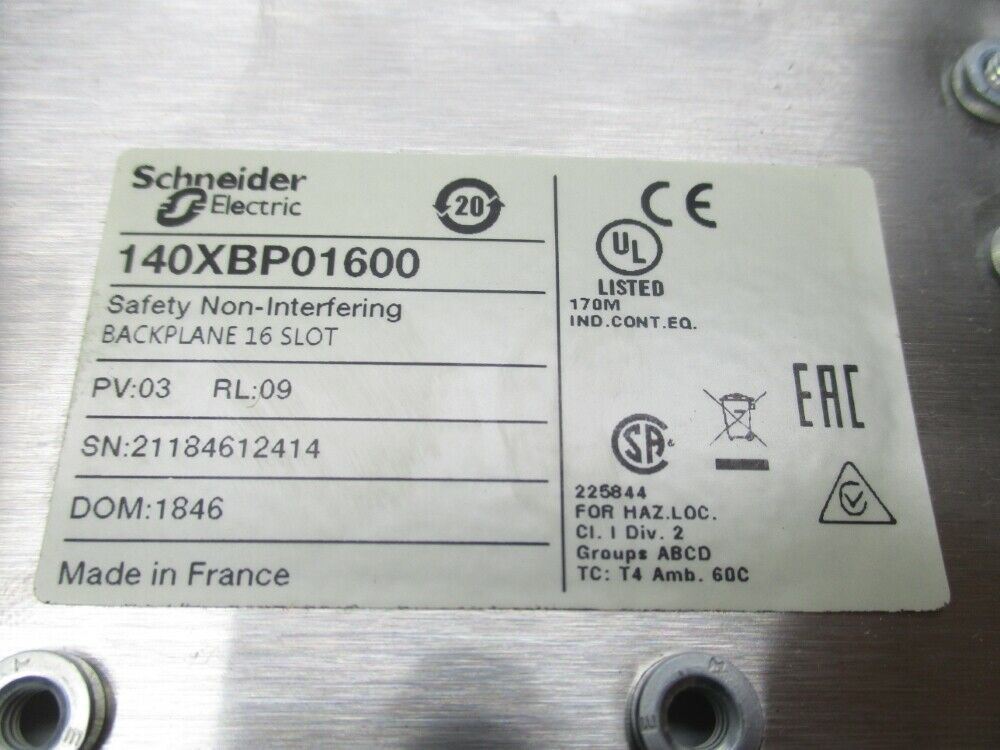 Schneider
Electric
20
140XBP01600
Safety Non-Interfering
BACKPLANE 16 SLOT
PV:03 RL:09
SN:21184612414
DOM:1846
Made in France
CE
UL
LISTED
170M
IND.CONT.EQ.
EAC
SA
225844
FOR HAZ.LOC.
Cl. I Div. 2
Groups ABCD
TC: T4 Amb. 60C